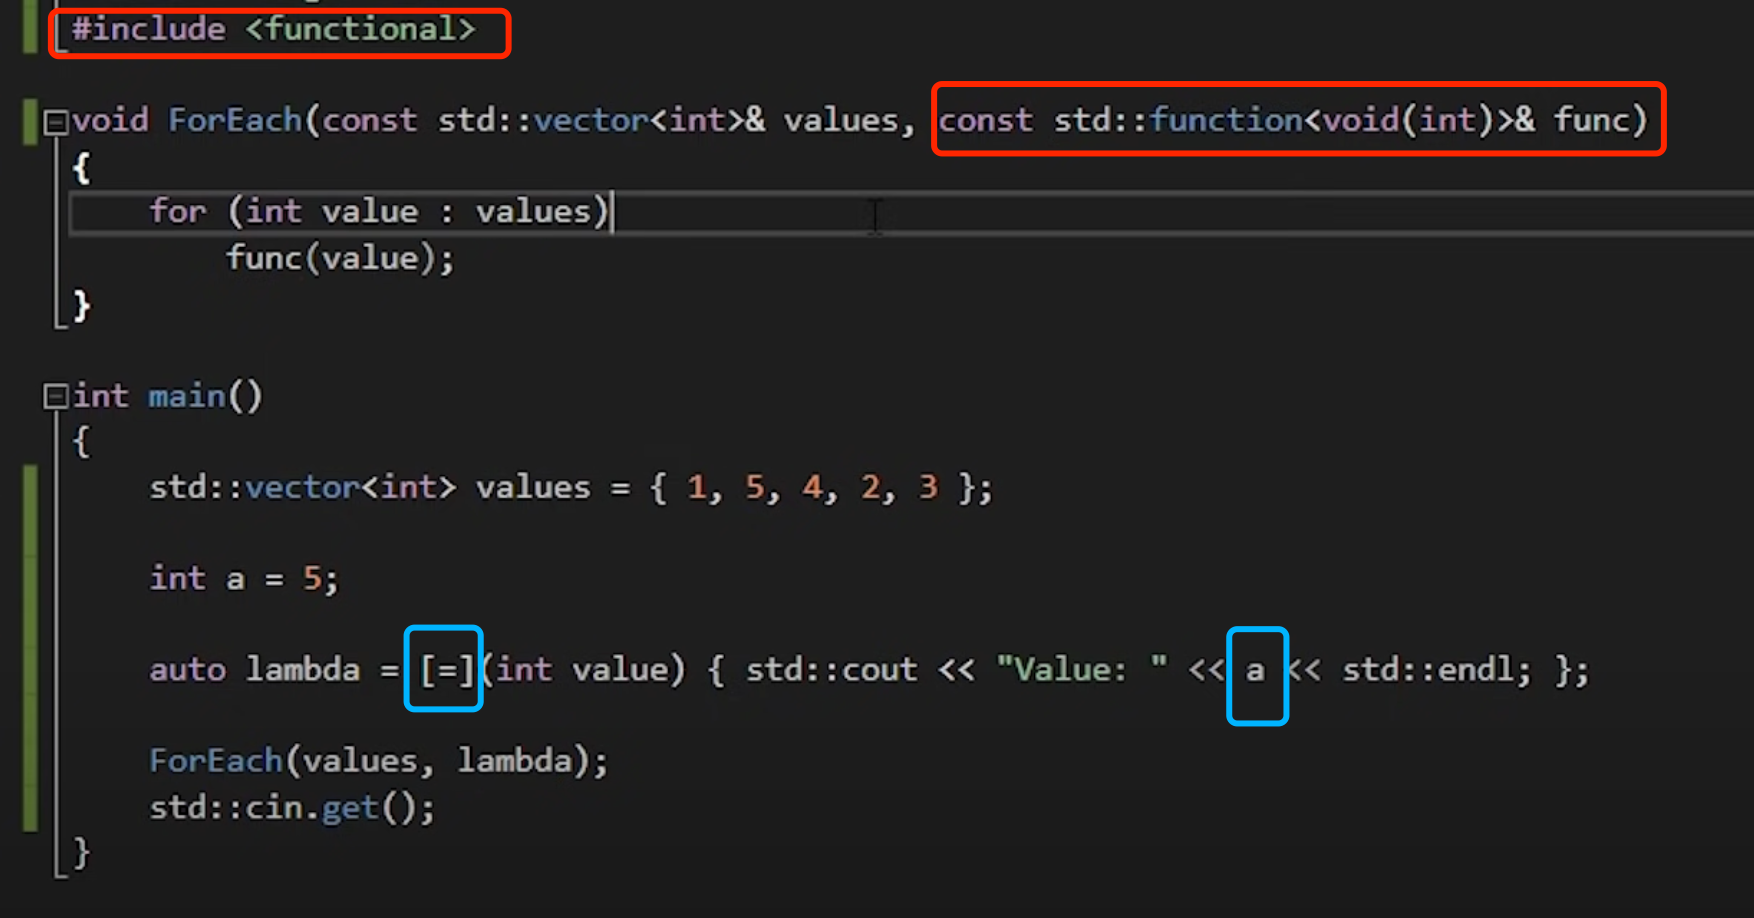 #include <functional>
void ForEach(const std::vector<int>& values, const std::function<void(int)>& func)
{
for (int value : values)
func(value);
}
int main()
{
std::vector<int> values = { 1, 5, 4, 2, 3 };
int a = 5;
auto lambda = [=](int value) { std::cout << "Value: " << a << std::endl; };
ForEach(values, lambda);
std::cin.get();
}